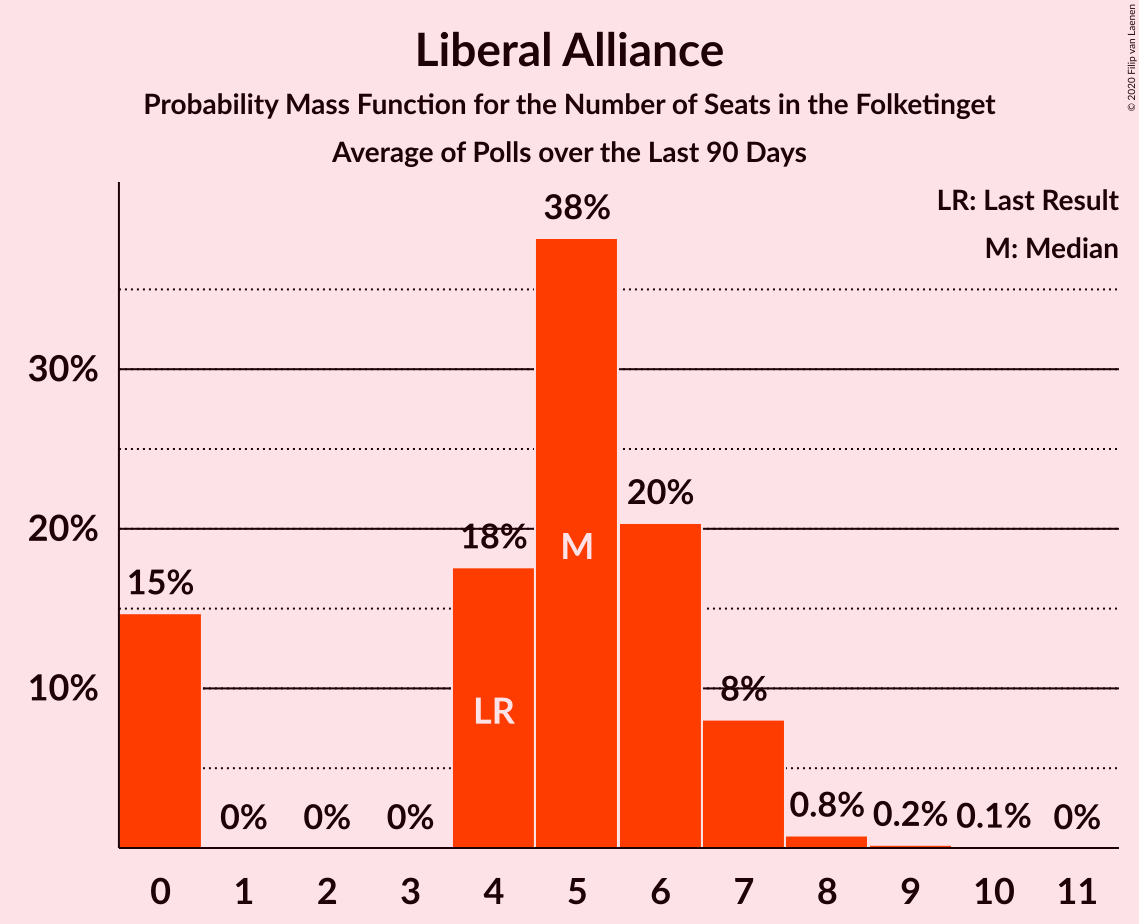 Liberal Alliance
Probability Mass Function for the Number of Seats in the Folketinget
Average of Polls over the Last 90 Days
© 2020 Filip van Laenen
LR: Last Result
M: Median
38%
30%
20%
20%
18%
M
15%
10%
8%
LR
0% 0% 0% 0.8% 0.2% 0.1% 0%
0 1 2 3 4 5 6 7 8 9 10 11